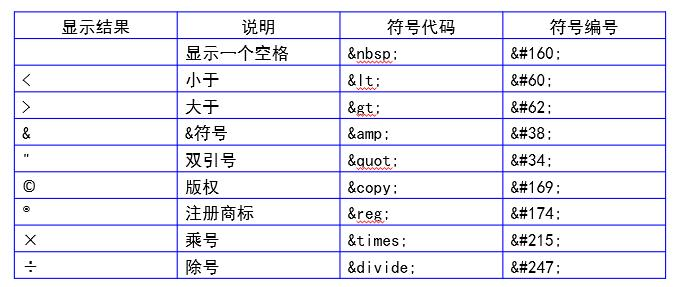 显示结果 说明 符号代码 符号编号
显示一个空格 &nbsp; &#160;
< 小于 &lt; &#60;
> 大于 &gt; &#62;
& &符号 &amp; &#38;
" 双引号 &quot; &#34;
© 版权 &copy; &#169;
® 注册商标 &reg; &#174;
× 乘号 &times; &#215;
÷ 除号 &divide; &#247;